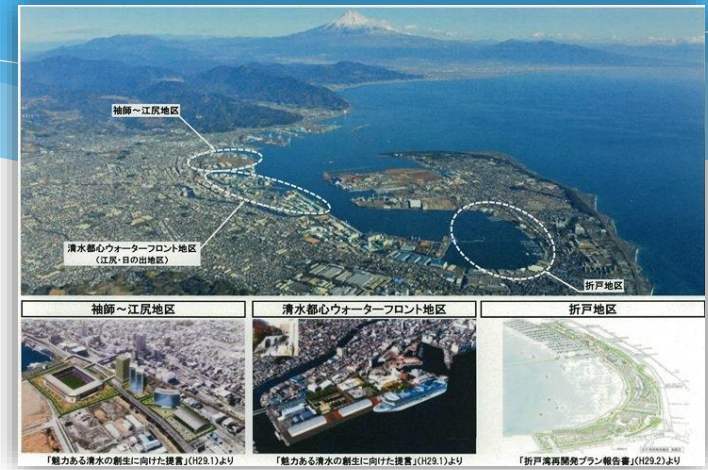 袖師～江尻地区
清水都心ウォーターフロント地区
（江尻・日の出地区）
折戸地区
袖師～江尻地区
清水都心ウォーターフロント地区
折戸地区
「魅力ある清水の創生に向けた提言」(H29.1)より
「魅力ある清水の創生に向けた提言」(H29.1)より
「折戸湾再開発プラン報告書」(H29.2)より